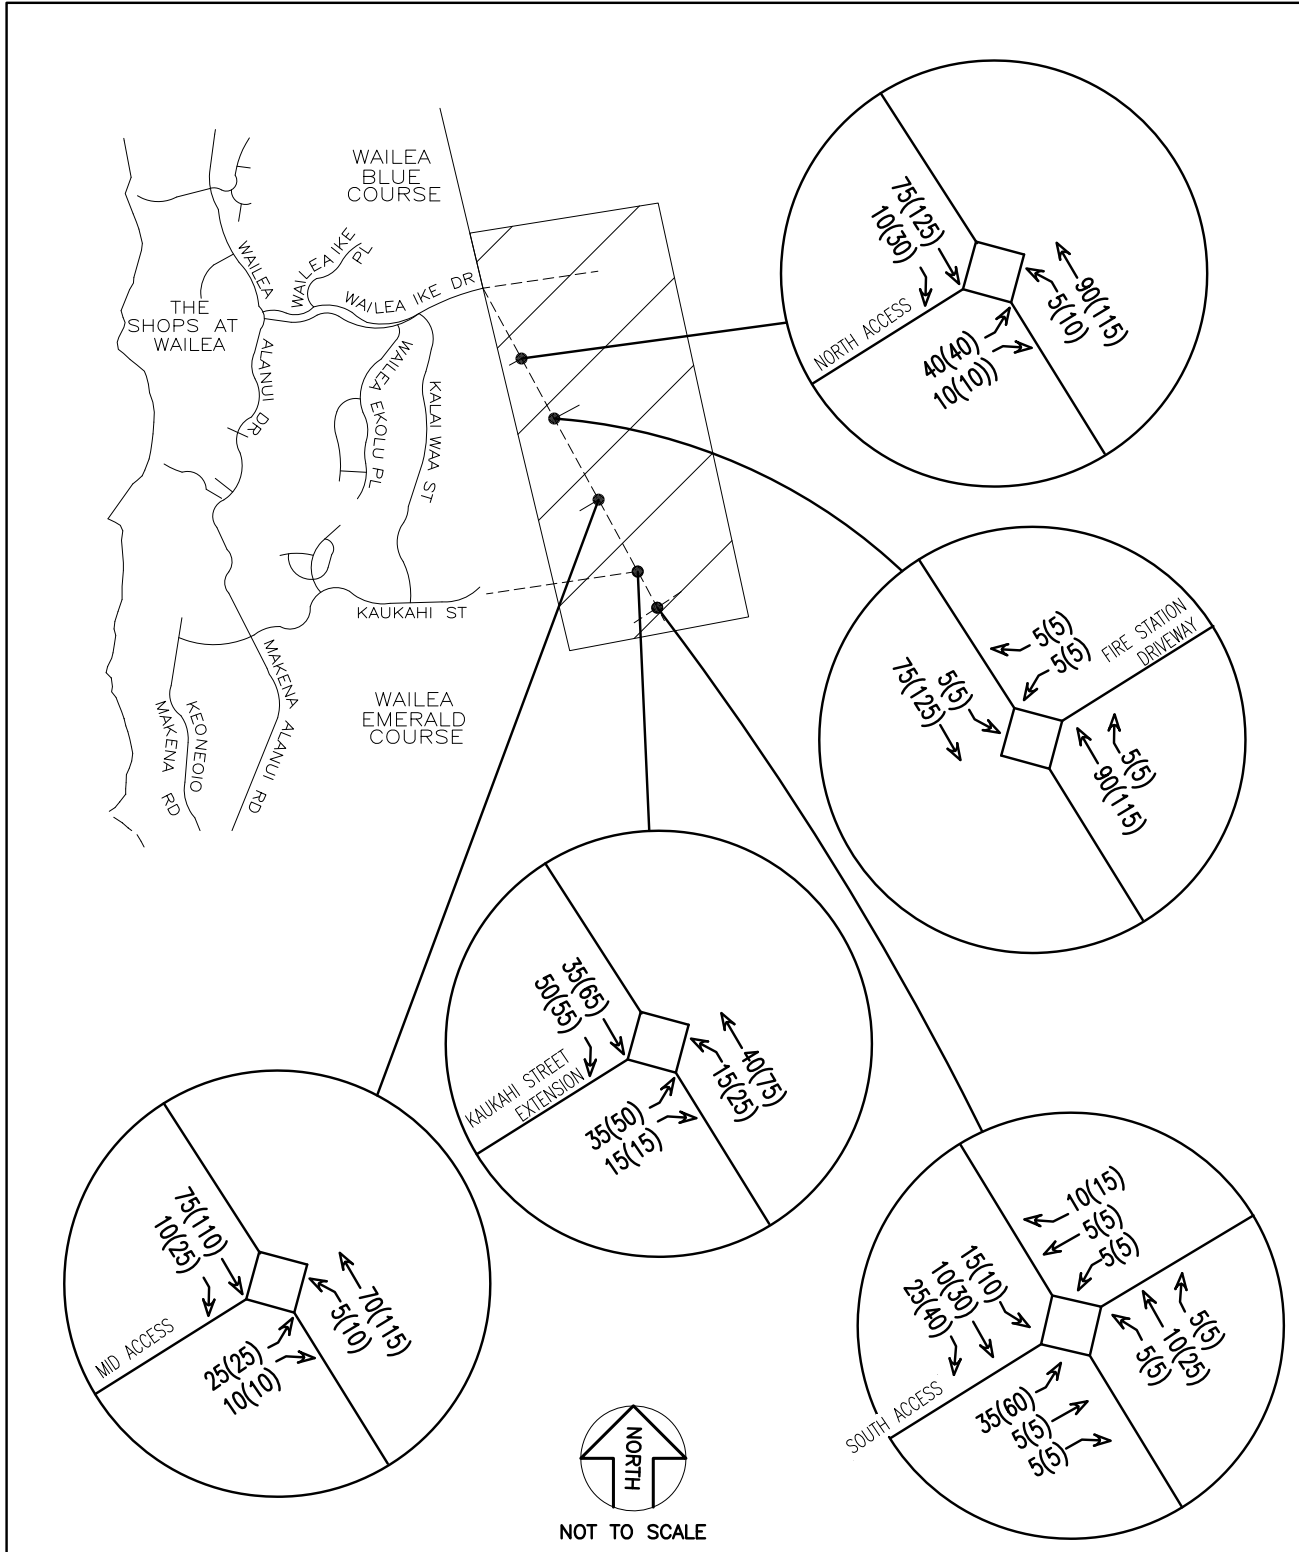 WAILEA
BLUE
COURSE
WAILEA
WAILEA IKE
PL
WAILEA IKE DR
THE
SHOPS AT
WAILEA
ALANUI DR
WAILEA EKOLU PL
KALAI WAA ST
KAUKAHI ST
WAILEA
EMERALD
COURSE
MAKENA ALANUI RD
KEONEOIO
MAKENA RD
75(125)
10(30)
NORTH ACCESS
40(40)
10(10))
90(115)
5(10)
5(5)
5(5)
FIRE STATION
DRIVEWAY
5(5)
75(125)
5(5)
90(115)
35(65)
50(55)
KAUKAHI STREET
EXTENSION
35(50)
15(15)
40(75)
15(25)
75(110)
10(25)
MID ACCESS
25(25)
10(10)
70(115)
5(10)
10(15)
5(5)
5(5)
15(10)
10(30)
25(40)
SOUTH ACCESS
35(60)
5(5)
5(5)
5(5)
10(25)
5(5)
NORTH
NOT TO SCALE